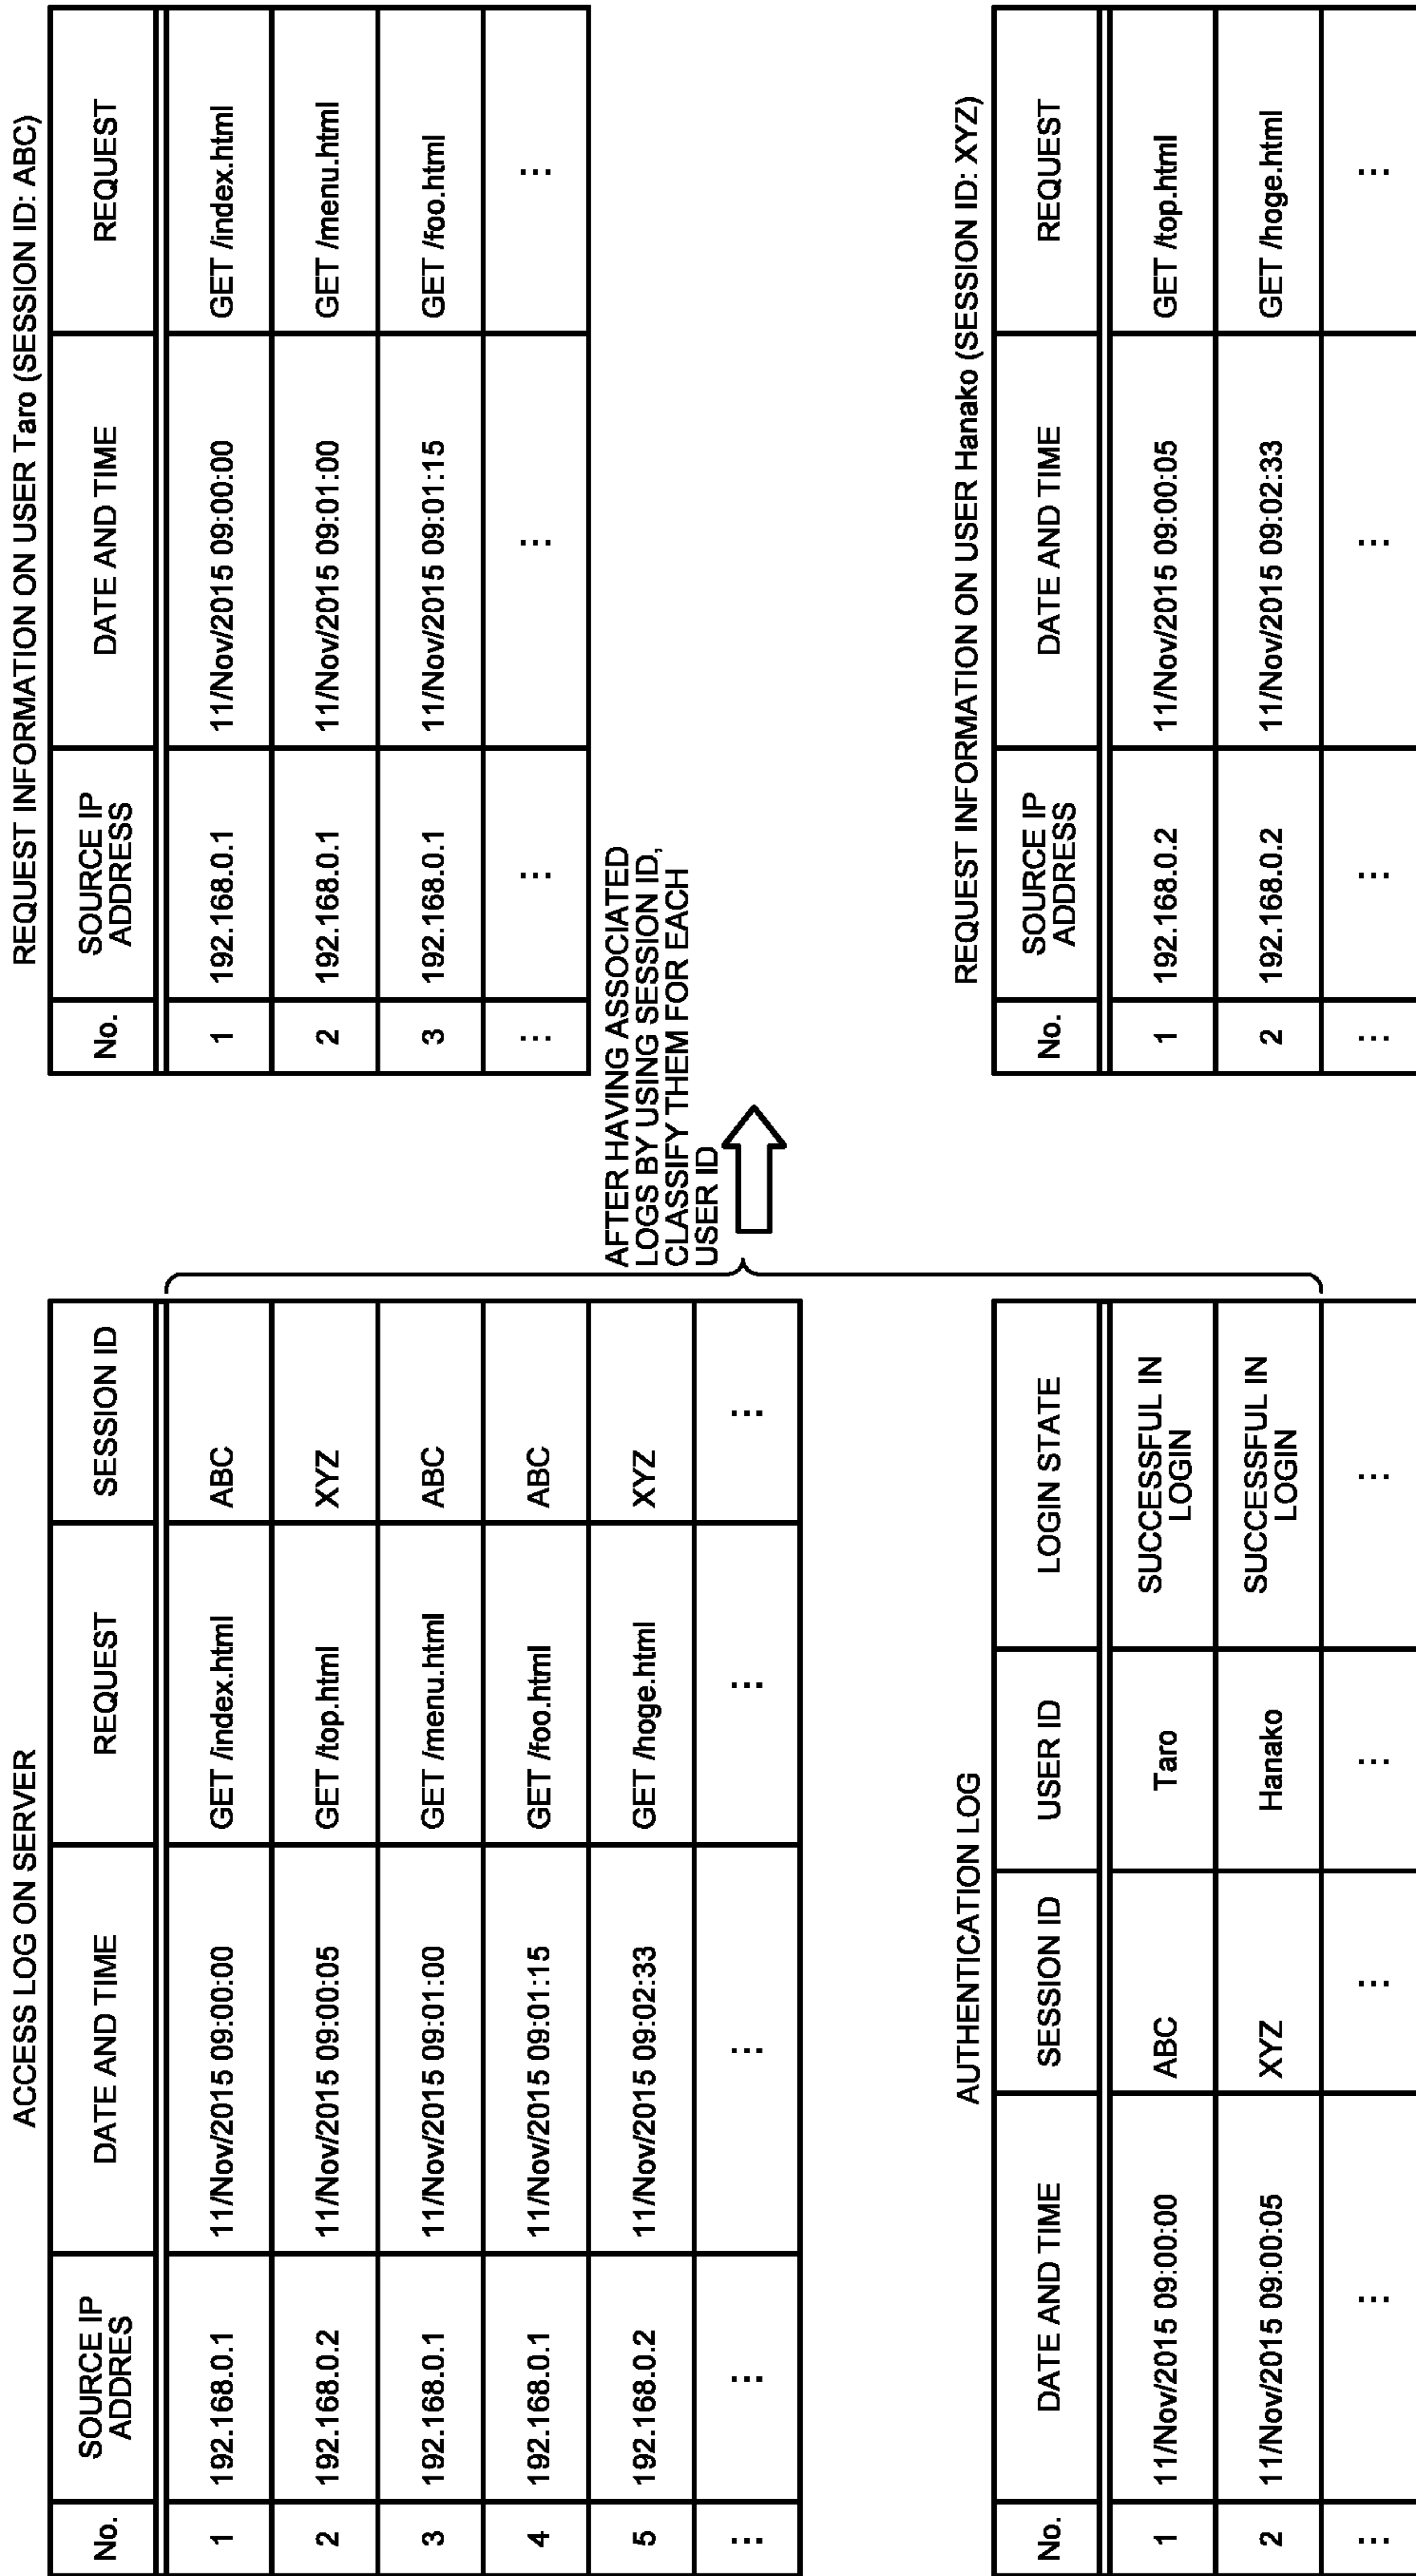 ACCESS LOG ON SERVER
No. SOURCE IP ADDRES DATE AND TIME REQUEST SESSION ID
1 192.168.0.1 11/Nov/2015 09:00:00 GET /index.html ABC
2 192.168.0.2 11/Nov/2015 09:00:05 GET /top.html XYZ
3 192.168.0.1 11/Nov/2015 09:01:00 GET /menu.html ABC
4 192.168.0.1 11/Nov/2015 09:01:15 GET /foo.html ABC
5 192.168.0.2 11/Nov/2015 09:02:33 GET /hoge.html XYZ
... ... ... ... ...
AUTHENTICATION LOG
No. DATE AND TIME SESSION ID USER ID LOGIN STATE
1 11/Nov/2015 09:00:00 ABC Taro SUCCESSFUL IN LOGIN
2 11/Nov/2015 09:00:05 XYZ Hanako SUCCESSFUL IN LOGIN
... ... ... ... ...
AFTER HAVING ASSOCIATED
LOGS BY USING SESSION ID,
CLASSIFY THEM FOR EACH
USER ID
REQUEST INFORMATION ON USER Taro (SESSION ID: ABC)
No. SOURCE IP ADDRESS DATE AND TIME REQUEST
1 192.168.0.1 11/Nov/2015 09:00:00 GET /index.html
2 192.168.0.1 11/Nov/2015 09:01:00 GET /menu.html
3 192.168.0.1 11/Nov/2015 09:01:15 GET /foo.html
... ... ... ...
REQUEST INFORMATION ON USER Hanako (SESSION ID: XYZ)
No. SOURCE IP ADDRESS DATE AND TIME REQUEST
1 192.168.0.2 11/Nov/2015 09:00:05 GET /top.html
2 192.168.0.2 11/Nov/2015 09:02:33 GET /hoge.html
... ... ... ...